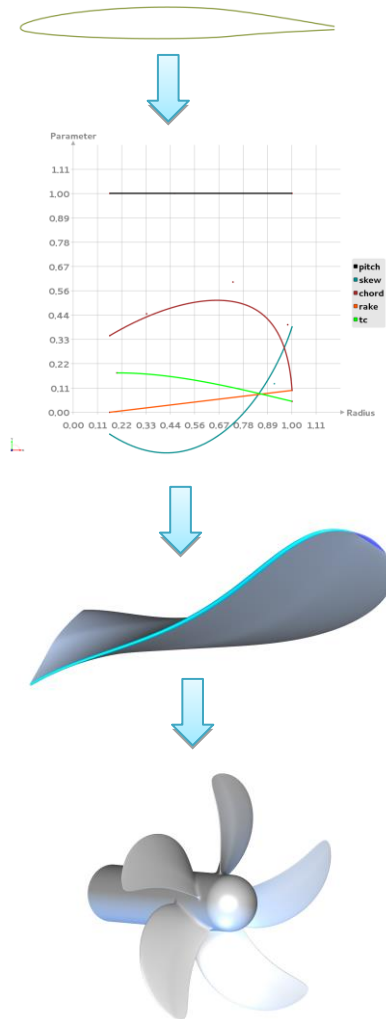 Parameter
1,11
1,00
0,89
0,78
0,67
0,56
0,44
0,33
0,22
0,11
0,00
0,00 0,11 0,22 0,33 0,44 0,56 0,67 0,78 0,89 1,00 1,11
Radius
pitch
skew
chord
rake
tc